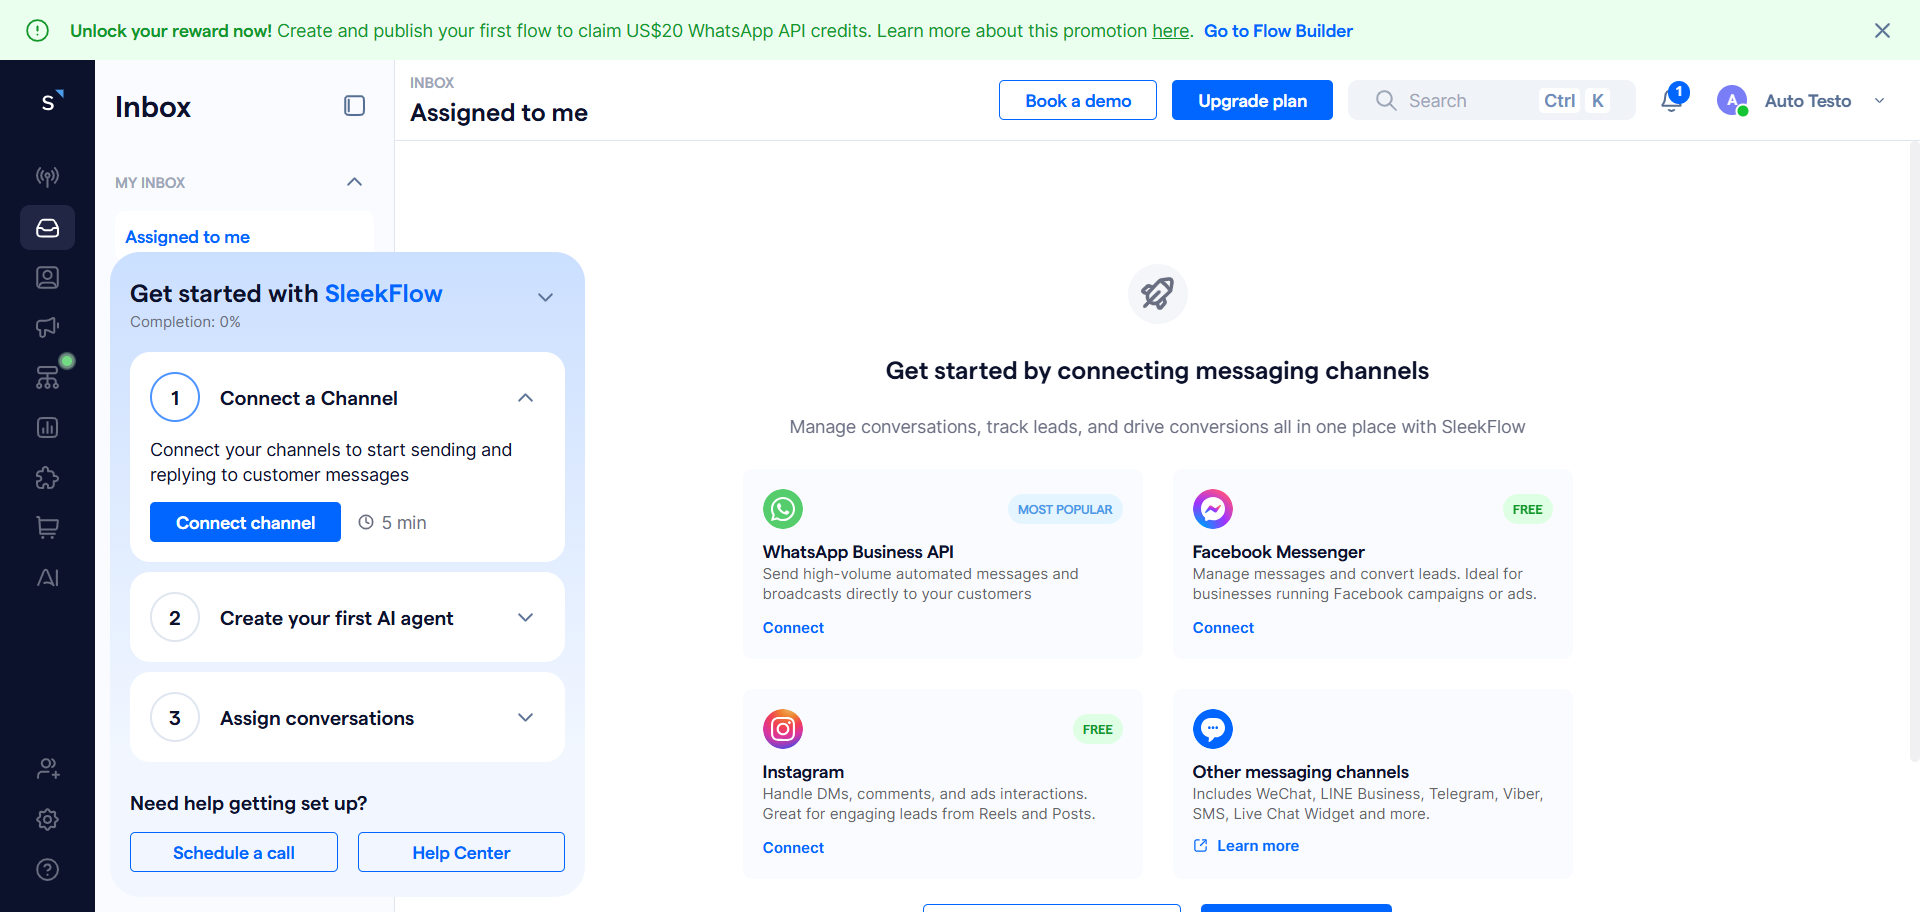 Unlock your reward now! Create and publish your first flow to claim US$20 WhatsApp API credits. Learn more about this promotion here. Go to Flow Builder
S
Inbox
MY INBOX
Assigned to me
INBOX
Assigned to me
Book a demo
Upgrade plan
Search
Ctrl K
1
A
Auto Testo
Get started with SleekFlow
Completion: 0%
1
Connect a Channel
Connect your channels to start sending and
replying to customer messages
Connect channel
5 min
2
Create your first AI agent
3
Assign conversations
Need help getting set up?
Schedule a call
Help Center
AI
Get started by connecting messaging channels
Manage conversations, track leads, and drive conversions all in one place with SleekFlow
MOST POPULAR
WhatsApp Business API
Send high-volume automated messages and
broadcasts directly to your customers
Connect
FREE
Facebook Messenger
Manage messages and convert leads. Ideal for
businesses running Facebook campaigns or ads.
Connect
FREE
Instagram
Handle DMs, comments, and ads interactions.
Great for engaging leads from Reels and Posts.
Connect
Other messaging channels
Includes WeChat, LINE Business, Telegram, Viber,
SMS, Live Chat Widget and more.
Learn more